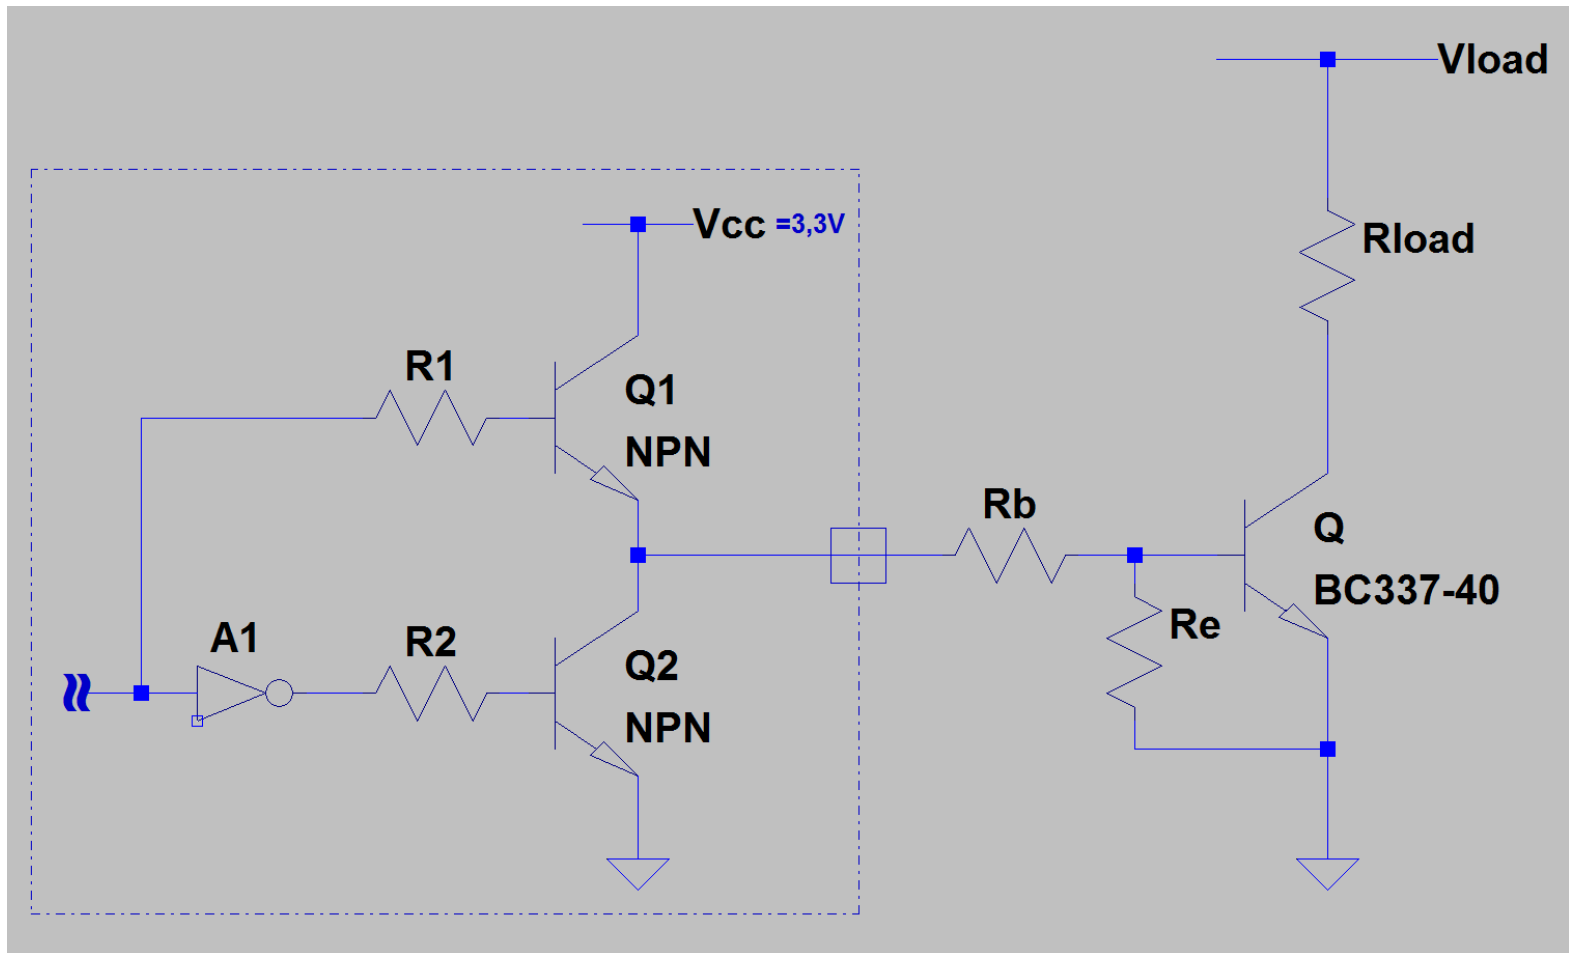 Vload
Rload
Vcc =3,3V
R1
Q1
NPN
Rb
Q
BC337-40
Re
A1
R2
Q2
NPN